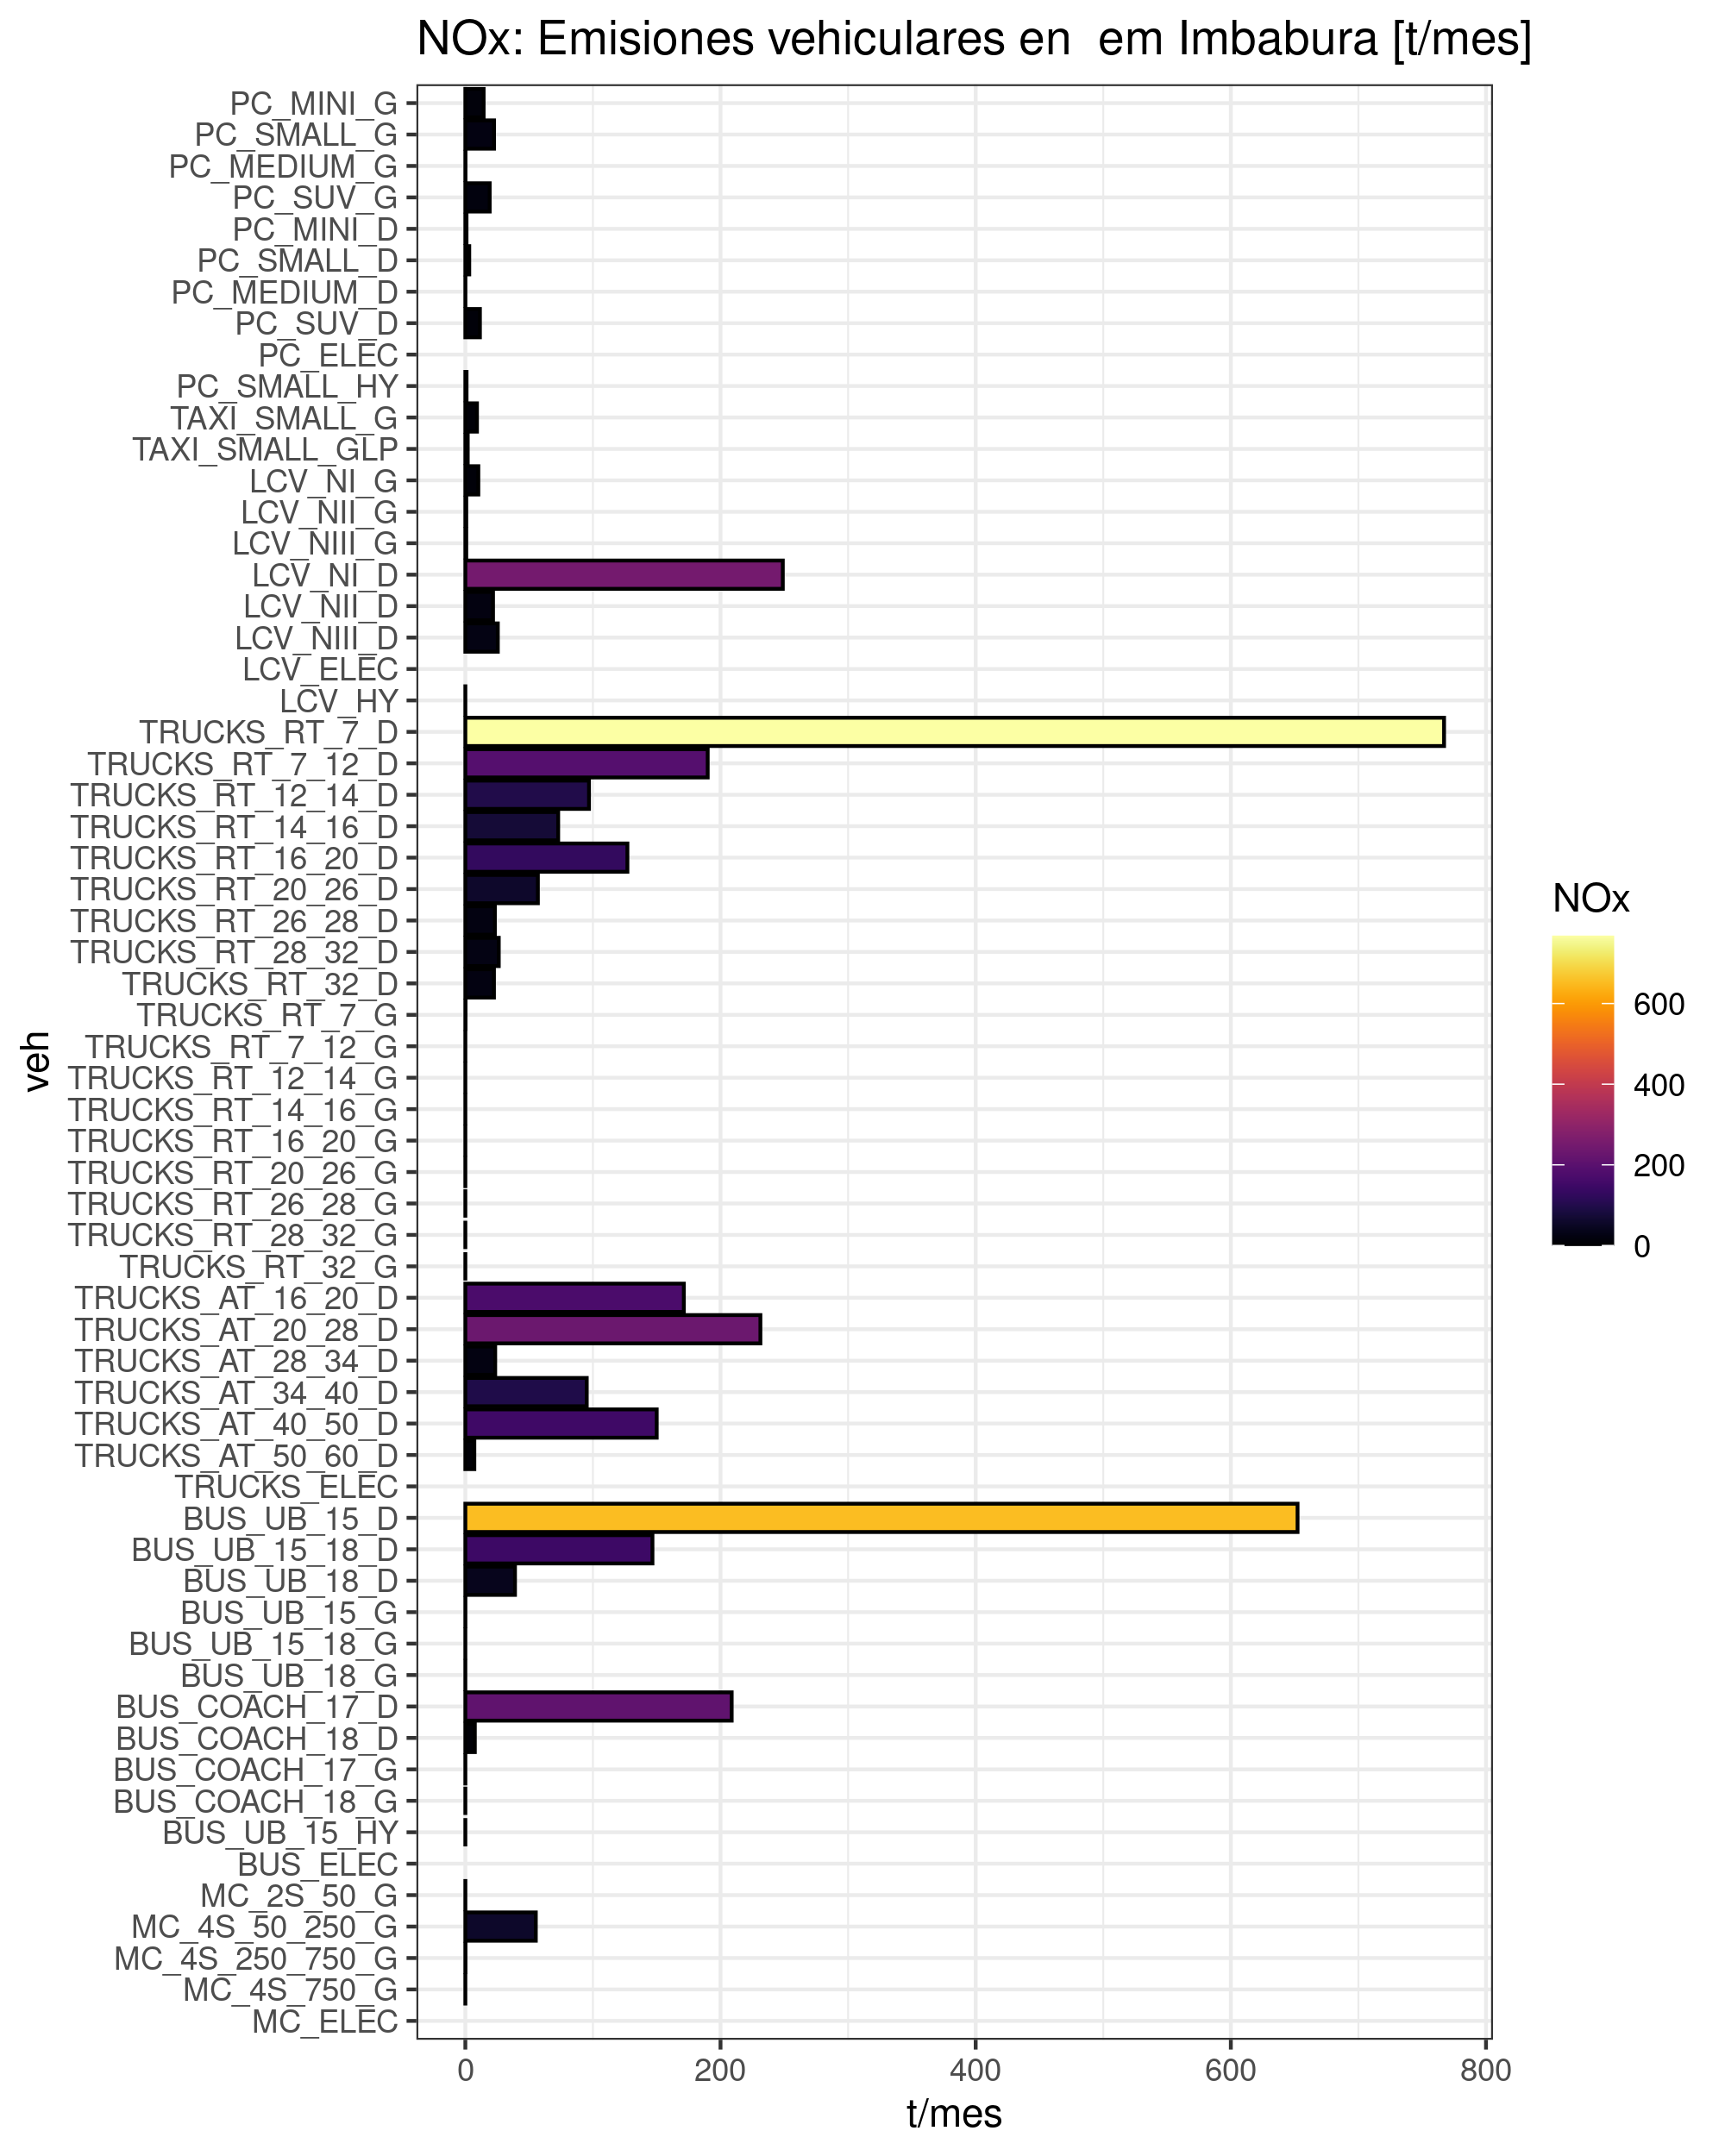 NOx: Emisiones vehiculares en  em Imbabura [t/mes]
PC_MINI_G
PC_SMALL_G
PC_MEDIUM_G
PC_SUV_G
PC_MINI_D
PC_SMALL_D
PC_MEDIUM_D
PC_SUV_D
PC_ELEC
PC_SMALL_HY
TAXI_SMALL_G
TAXI_SMALL_GLP
LCV_NI_G
LCV_NII_G
LCV_NIII_G
LCV_NI_D
LCV_NII_D
LCV_NIII_D
LCV_ELEC
LCV_HY
TRUCKS_RT_7_D
TRUCKS_RT_7_12_D
TRUCKS_RT_12_14_D
TRUCKS_RT_14_16_D
TRUCKS_RT_16_20_D
TRUCKS_RT_20_26_D
TRUCKS_RT_26_28_D
TRUCKS_RT_28_32_D
TRUCKS_RT_32_D
TRUCKS_RT_7_G
TRUCKS_RT_7_12_G
TRUCKS_RT_12_14_G
TRUCKS_RT_14_16_G
TRUCKS_RT_16_20_G
TRUCKS_RT_20_26_G
TRUCKS_RT_26_28_G
TRUCKS_RT_28_32_G
TRUCKS_RT_32_G
TRUCKS_AT_16_20_D
TRUCKS_AT_20_28_D
TRUCKS_AT_28_34_D
TRUCKS_AT_34_40_D
TRUCKS_AT_40_50_D
TRUCKS_AT_50_60_D
TRUCKS_ELEC
BUS_UB_15_D
BUS_UB_15_18_D
BUS_UB_18_D
BUS_UB_15_G
BUS_UB_15_18_G
BUS_UB_18_G
BUS_COACH_17_D
BUS_COACH_18_D
BUS_COACH_17_G
BUS_COACH_18_G
BUS_UB_15_HY
BUS_ELEC
MC_2S_50_G
MC_4S_50_250_G
MC_4S_250_750_G
MC_4S_750_G
MC_ELEC
veh
0 200 400 600 800
t/mes
NOx
600
400
200
0